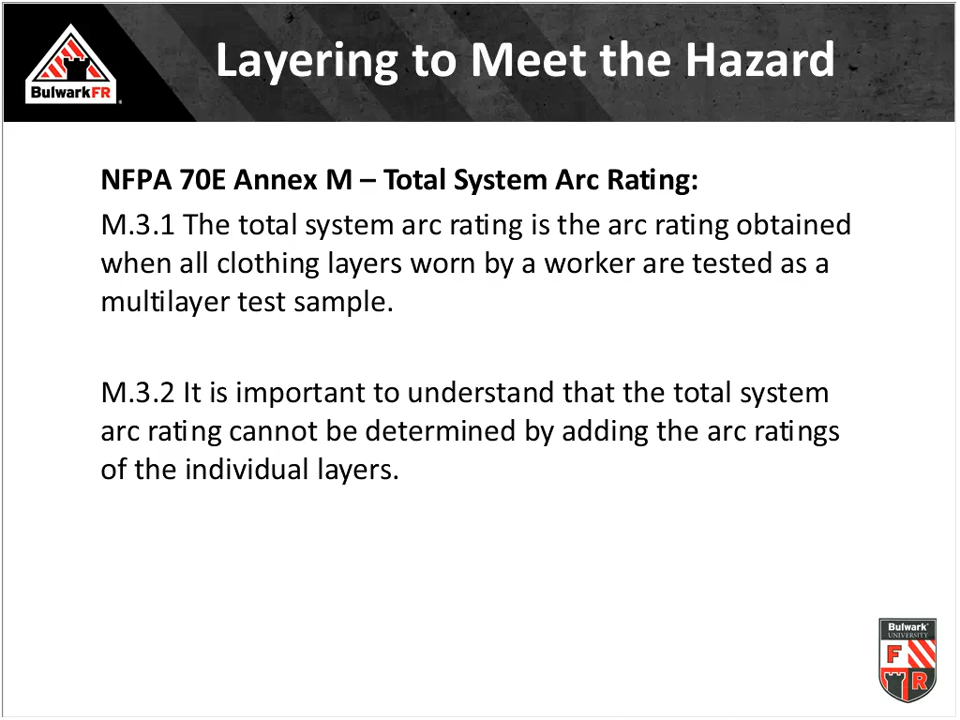 BulwarkFR
Layering to Meet the Hazard
NFPA 70E Annex M – Total System Arc Rating:
M.3.1 The total system arc rating is the arc rating obtained
when all clothing layers worn by a worker are tested as a
multilayer test sample.
M.3.2 It is important to understand that the total system
arc rating cannot be determined by adding the arc ratings
of the individual layers.
Bulwark
UNIVERSITY
F
R